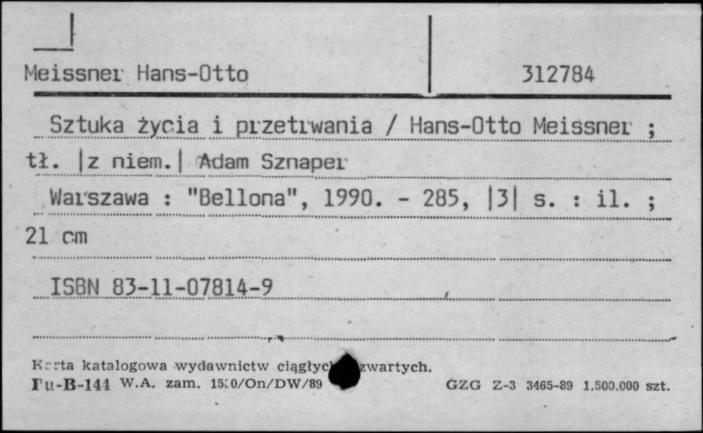 Meissner Hans-Otto 312784
Sztuka życia i przetrwania / Hans-Otto Meissner ;
tł. |z niem.| Adam Sznaper
Warszawa : "Bellona", 1990. - 285, |3| s. : il. ;
21 cm
ISBN 83-11-07814-9
Karta katalogowa wydawnictw ciągłych zwartych.
Pu-B-144 W.A. zam. /On/DW/89 GZG Z-3 3465-89 1.500.000 szt.